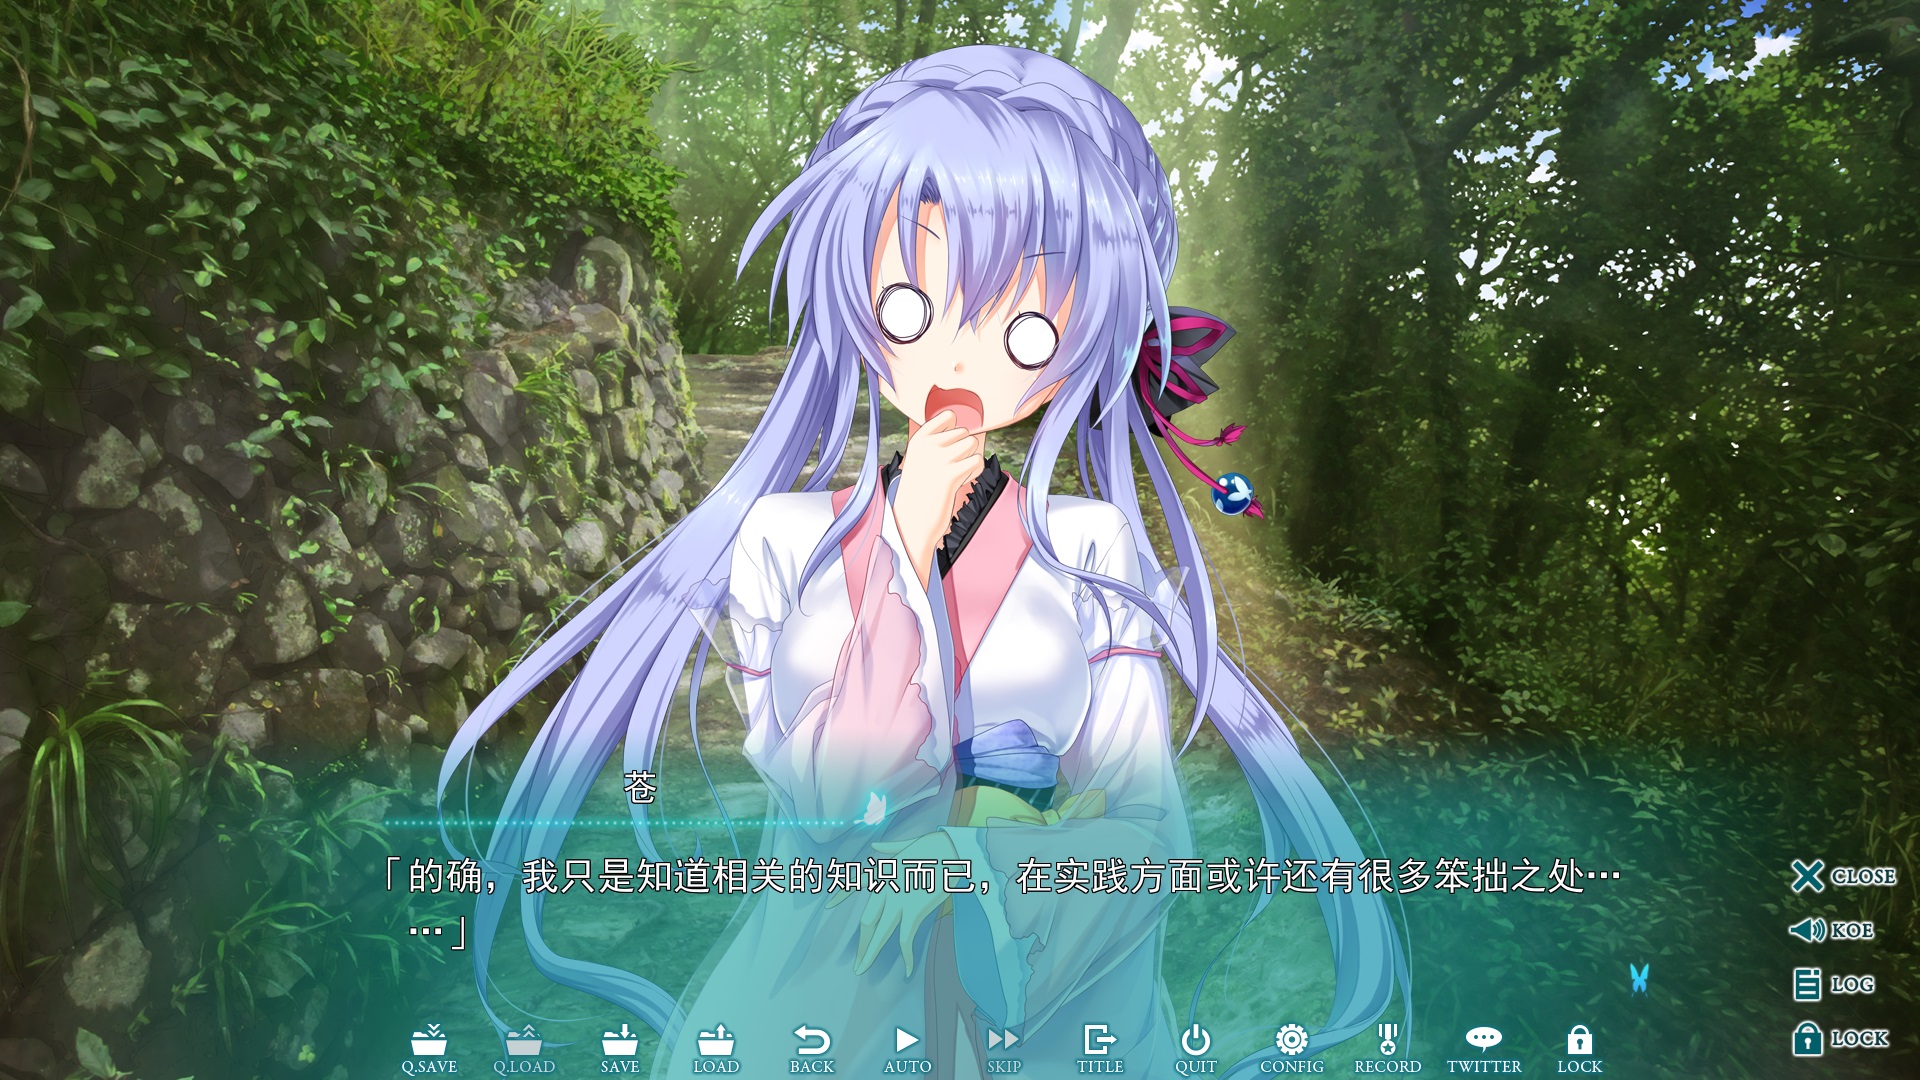 苍
「的确，我只是知道相关的知识而已，在实践方面或许还有很多笨拙之处…
…」
CLOSE
KOE
LOG
LOCK
Q.SAVE Q.LOAD SAVE LOAD BACK AUTO SKIP TITLE QUIT CONFIG RECORD TWITTER LOCK